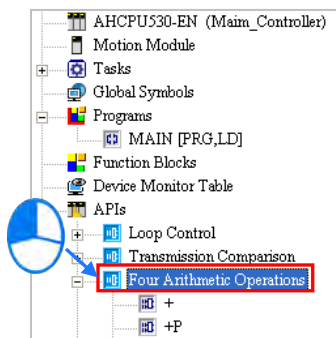 AHCPU530-EN (Maim_Controller)
Motion Module
Tasks
Global Symbols
Programs
MAIN [PRG,LD]
Function Blocks
Device Monitor Table
APIs
Loop Control
Transmission Comparison
Four Arithmetic Operations
+
+P